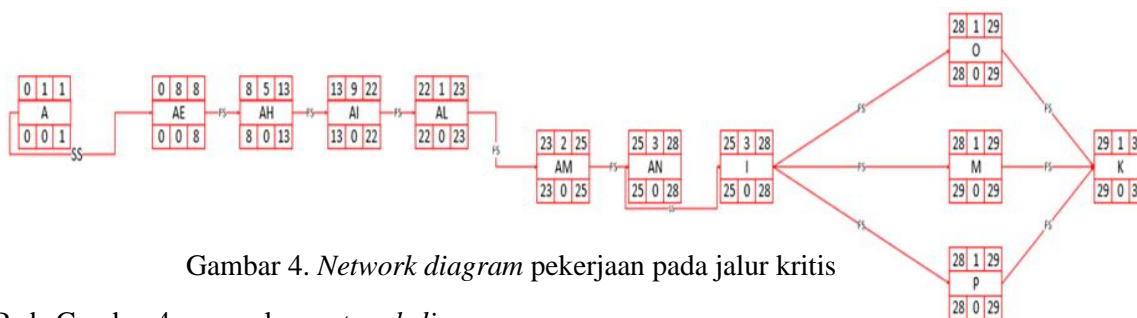 28 1 29
O
28 0 29
0 1 1
A
0 0 1
SS
0 8 8
AE
0 0 8
FS
8 5 13
AH
8 0 13
FS
13 9 22
AI
13 0 22
FS
22 1 23
AL
22 0 23
FS
23 2 25
AM
23 0 25
FS
25 3 28
AN
25 0 28
25 3 28
I
25 0 28
FS
FS
FS
28 1 29
M
29 0 29
FS
FS
FS
29 1
K
29 0
28 1 29
P
28 0 29
Gambar 4. Network diagram pekerjaan pada jalur kritis